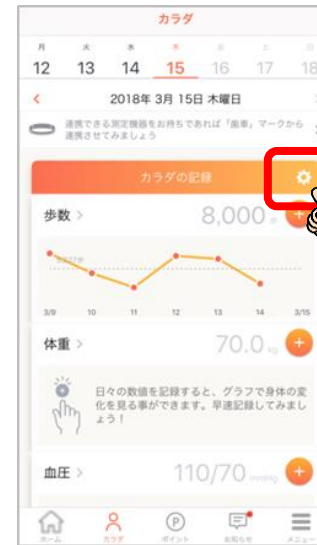 カラダ
月 火 水 木 金 土 日
12 13 14 15 16 17 18
2018年 3月 15日 木曜日
連携できる測定機器をお持ちであれば「歯車」マークから
連携させてみましょう
カラダの記録
歩数 > 8,000 歩
3/9 10 11 12 13 14 3/15
体重 > 70.0 kg
日々の数値を記録すると、グラフで身体の変
化を見る事ができます。早速記録してみまし
ょう！
血圧 > 110/70 mmHg
ホーム カラダ ポイント お知らせ メニュー